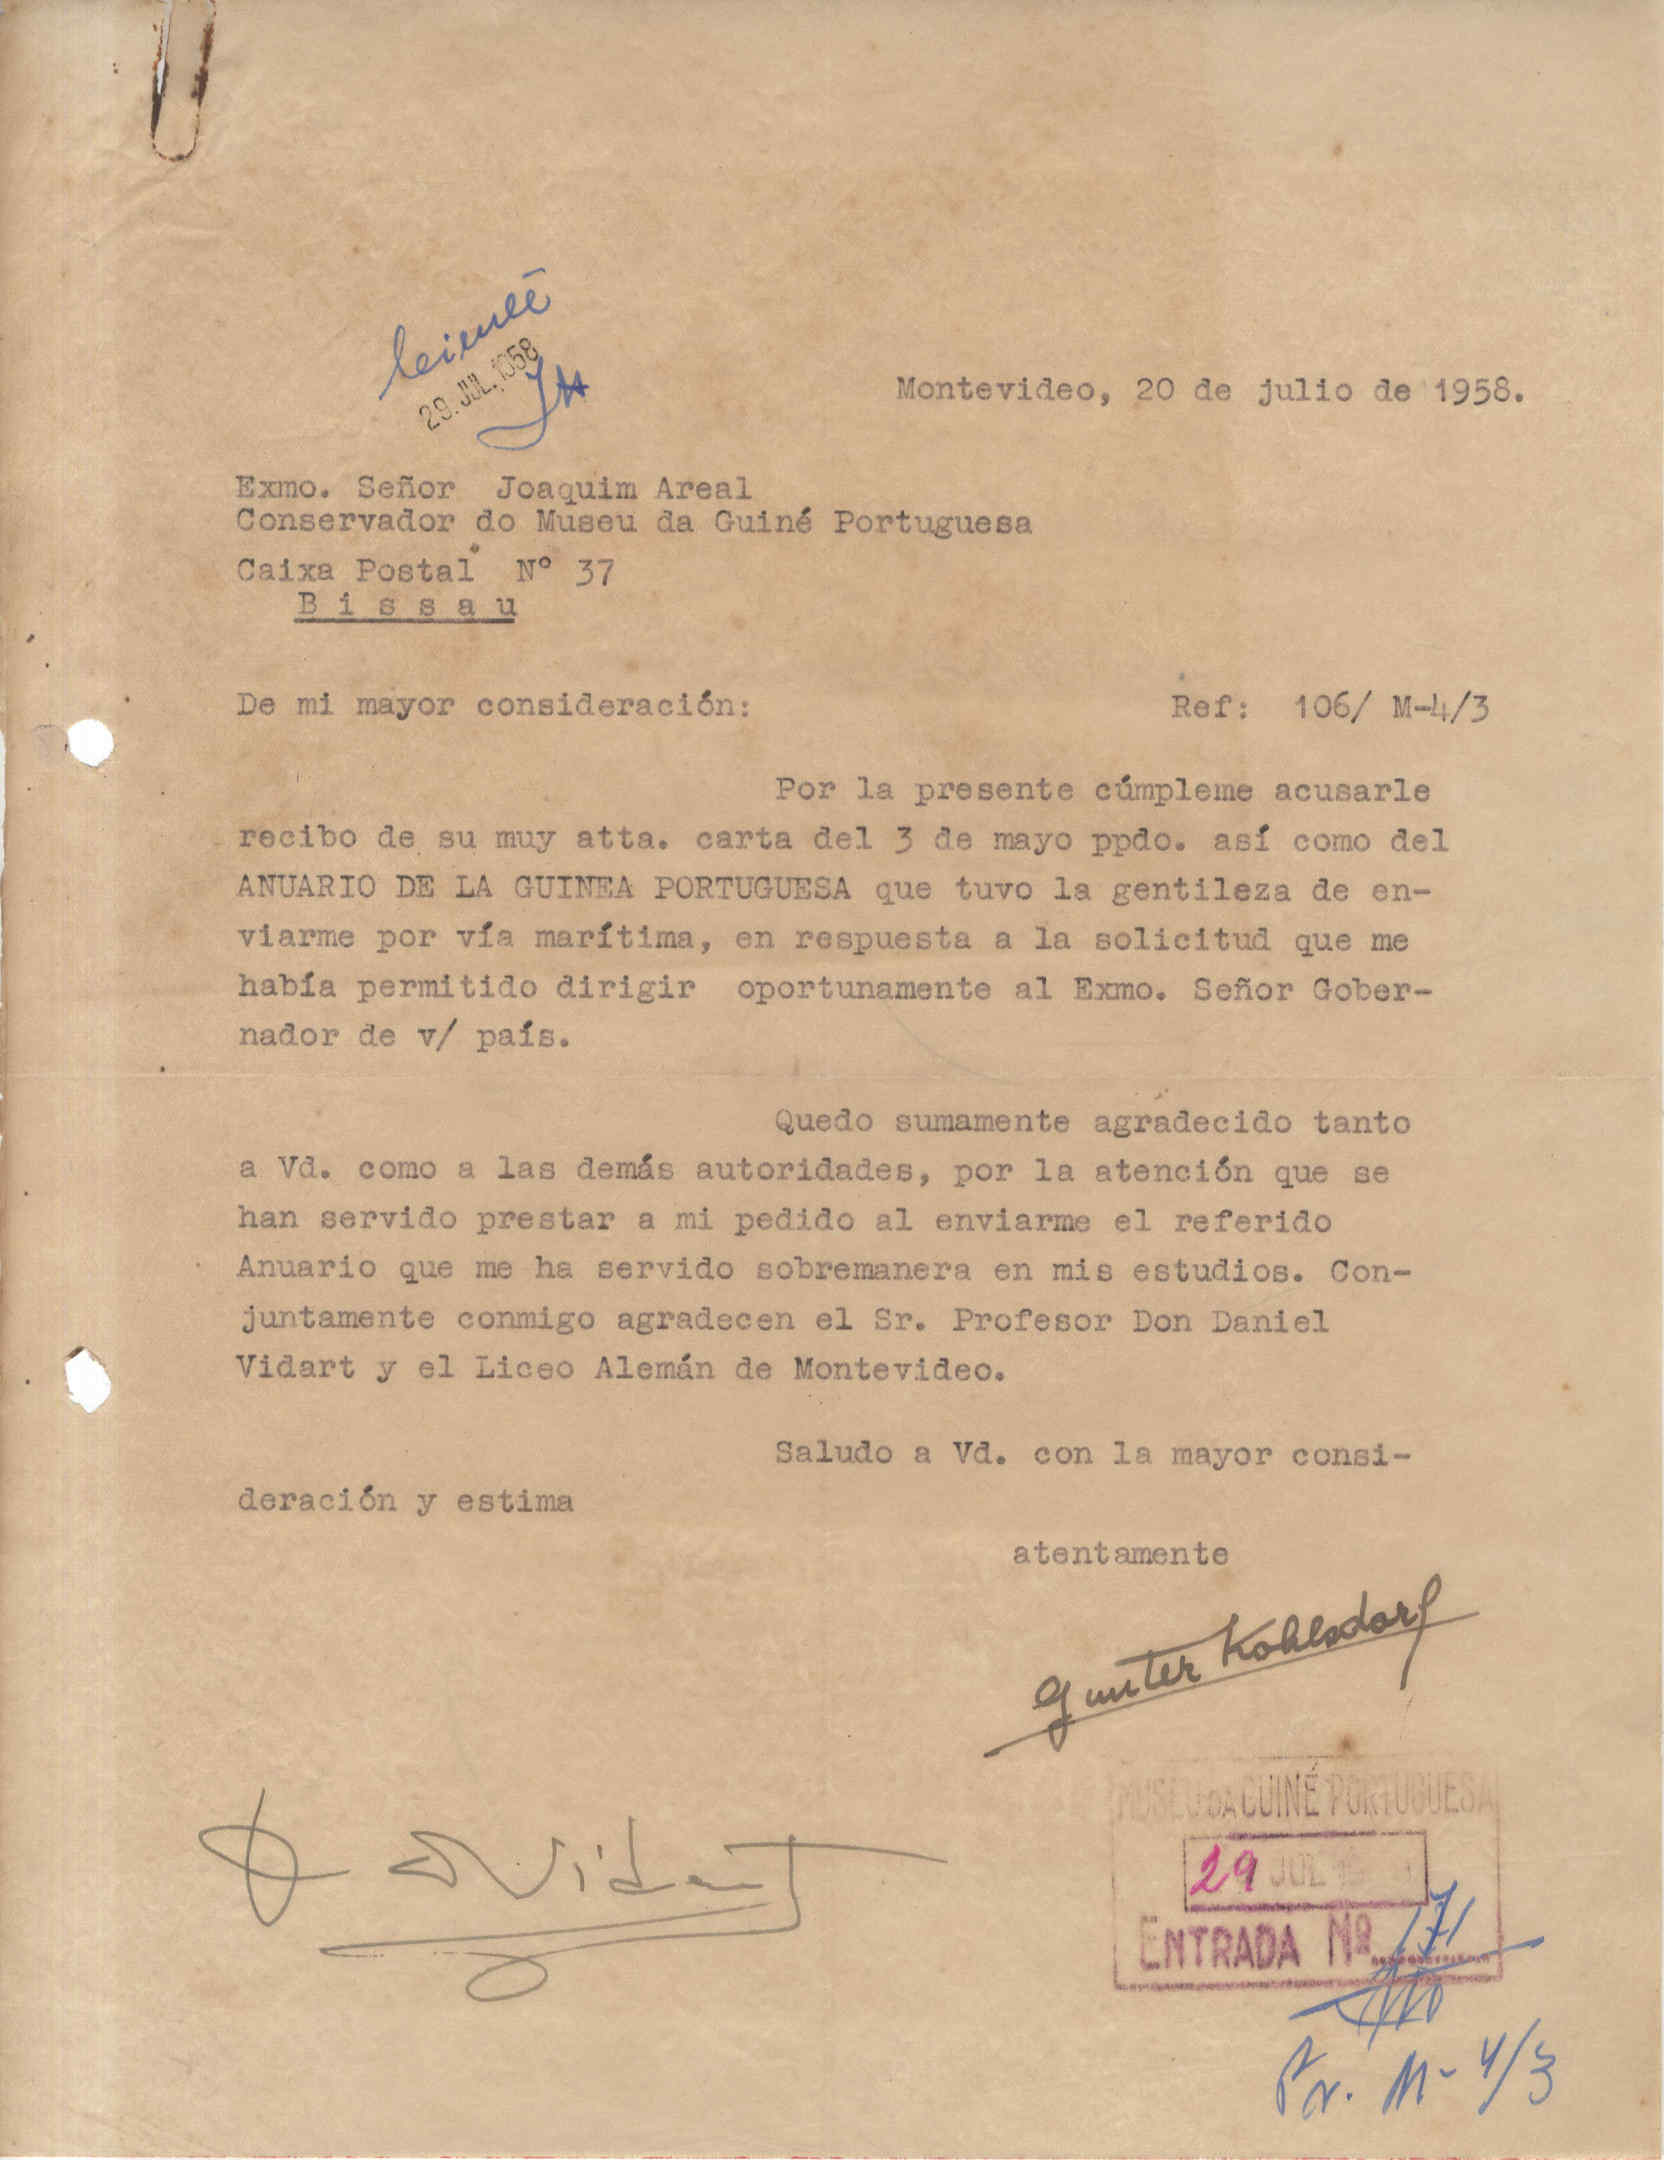 29. JUL. 1958
Montevideo, 20 de julio de 1958.
Exmo. Señor Joaquim Areal
Conservador do Museu da Guiné Portuguesa
Caixa Postal Nº 37
B i s s a u
De mi mayor consideración: Ref: 106/ M-4/3
Por la presente cúmpleme acusarle
recibo de su muy atta. carta del 3 de mayo ppdo. así como del
ANUARIO DE LA GUINEA PORTUGUESA que tuvo la gentileza de en-
viarme por vía marítima, en respuesta a la solicitud que me
había permitido dirigir oportunamente al Exmo. Señor Gober-
nador de v/ país.
Quedo sumamente agradecido tanto
a Vd. como a las demás autoridades, por la atención que se
han servido prestar a mi pedido al enviarme el referido
Anuario que me ha servido sobremanera en mis estudios. Con-
juntamente conmigo agradecen el Sr. Profesor Don Daniel
Vidart y el Liceo Alemán de Montevideo.
Saludo a Vd. con la mayor consi-
deración y estima
atentamente
Gunter Kohlsdorf
Vidart
MUSEU DA GUINÉ PORTUGUESA
29 JUL
ENTRADA Nº 171
Pr. M-4/3